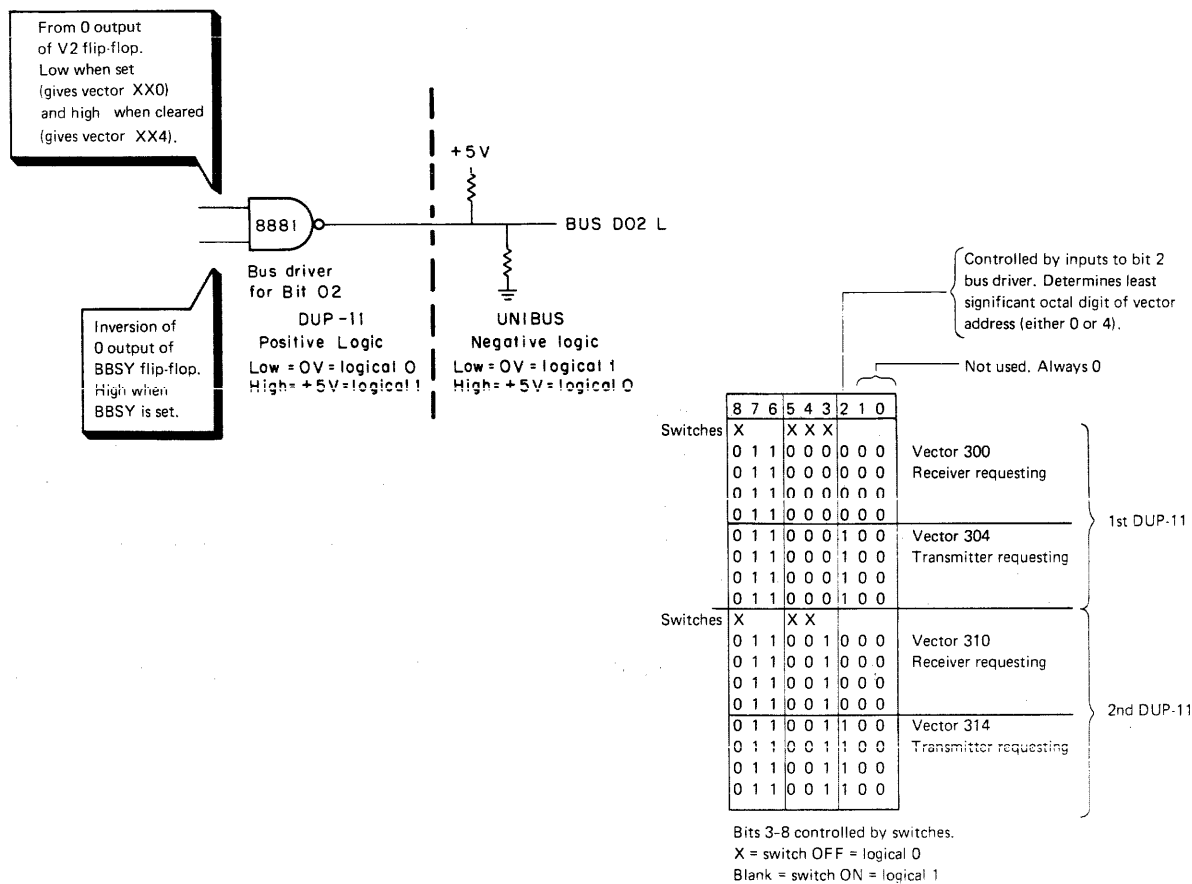 From 0 output
of V2 flip-flop.
Low when set
(gives vector XX0)
and high when cleared
(gives vector XX4).
+5V
8881
BUS D02 L
Bus driver
for Bit 02
DUP-11
Positive Logic
Low = 0V = logical 0
High = +5V = logical 1
UNIBUS
Negative logic
Low = 0V = logical 1
High = +5V = logical 0
Inversion of
0 output of
BBSY flip-flop.
High when
BBSY is set.
Controlled by inputs to bit 2
bus driver. Determines least
significant octal digit of vector
address (either 0 or 4).
Not used. Always 0
8 7 6 5 4 3 2 1 0
Switches X X X X
0 1 1 0 0 0 0 0 0 Vector 300
0 1 1 0 0 0 0 0 0 Receiver requesting
0 1 1 0 0 0 0 0 0
0 1 1 0 0 0 0 0 0
1st DUP-11
0 1 1 0 0 0 1 0 0 Vector 304
0 1 1 0 0 0 1 0 0 Transmitter requesting
0 1 1 0 0 0 1 0 0
0 1 1 0 0 0 1 0 0
Switches X X X
0 1 1 0 0 1 0 0 0 Vector 310
0 1 1 0 0 1 0 0 0 Receiver requesting
0 1 1 0 0 1 0 0 0
0 1 1 0 0 1 0 0 0
2nd DUP-11
0 1 1 0 0 1 1 0 0 Vector 314
0 1 1 0 0 1 1 0 0 Transmitter requesting
0 1 1 0 0 1 1 0 0
0 1 1 0 0 1 1 0 0
Bits 3-8 controlled by switches.
X = switch OFF = logical 0
Blank = switch ON = logical 1